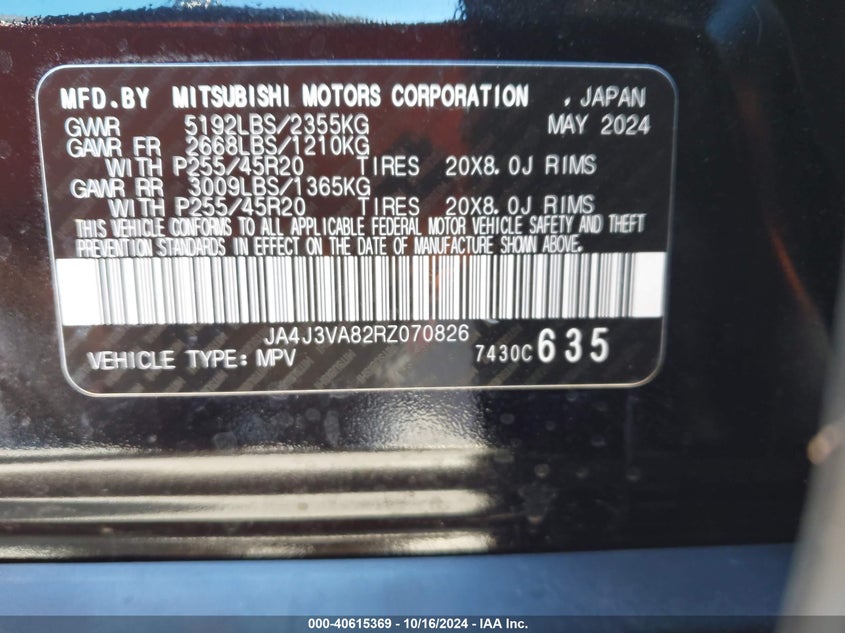 MFD.BY MITSUBISHI MOTORS CORPORATION , JAPAN
GVWR 5192LBS/2355KG MAY 2024
GAWR FR 2668LBS/1210KG
WITH P255/45R20 TIRES 20X8.0J RIMS
GAWR RR 3009LBS/1365KG
WITH P255/45R20 TIRES 20X8.0J RIMS
THIS VEHICLE CONFORMS TO ALL APPLICABLE FEDERAL MOTOR VEHICLE SAFETY AND THEFT
PREVENTION STANDARDS IN EFFECT ON THE DATE OF MANUFACTURE SHOWN ABOVE.
JA4J3VA82RZ070826
VEHICLE TYPE: MPV 7430C 635
000-40615369 - 10/16/2024 - IAA Inc.